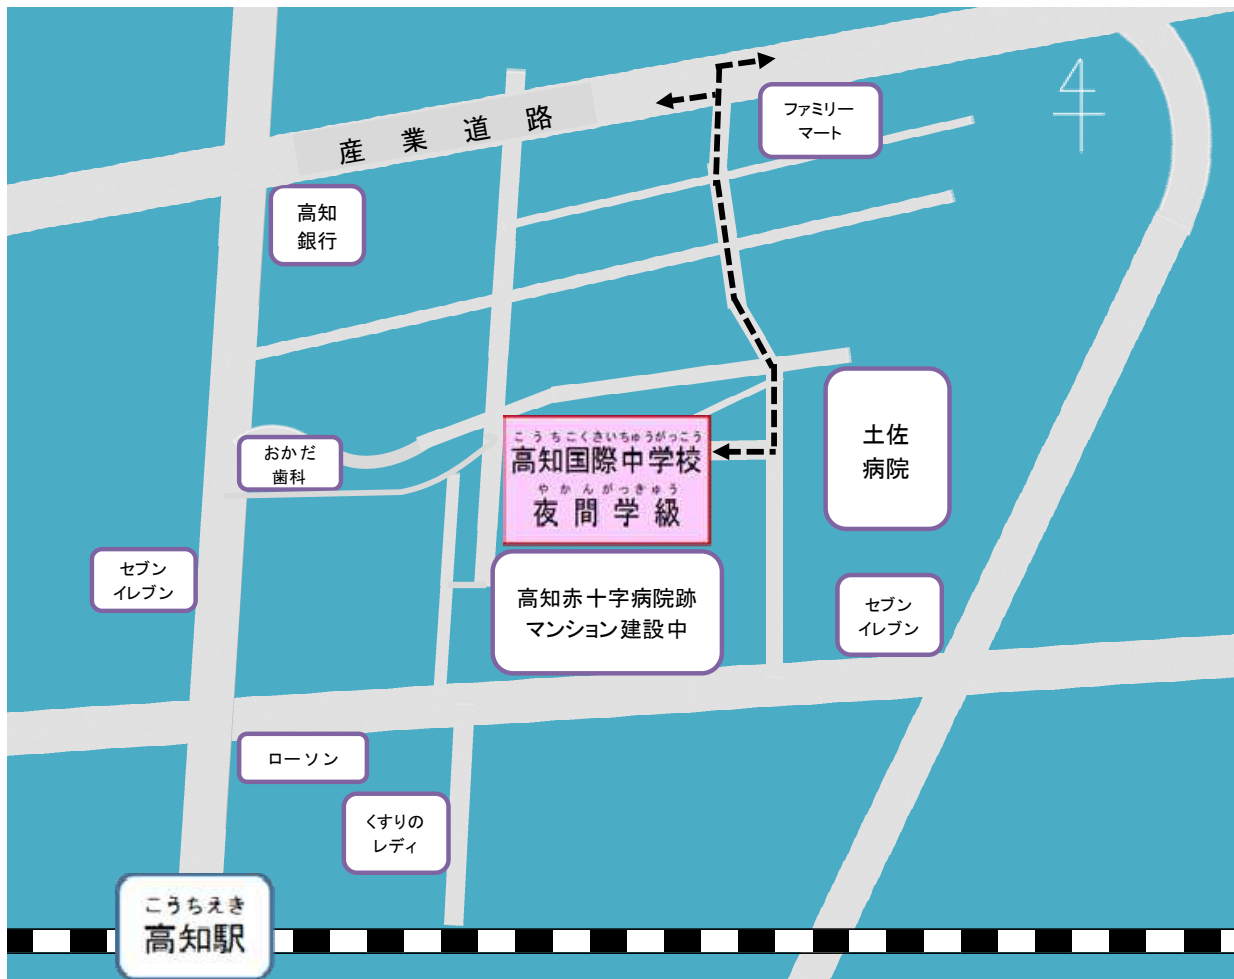 ファミリー
マート
産業道路
高知
銀行
おかだ
歯科
こうちこくさいちゅうがっこう
高知国際中学校
やかんがっきゅう
夜間学級
土佐
病院
セブン
イレブン
高知赤十字病院跡
マンション建設中
セブン
イレブン
ローソン
くすりの
レディ
こうちえき
高知駅